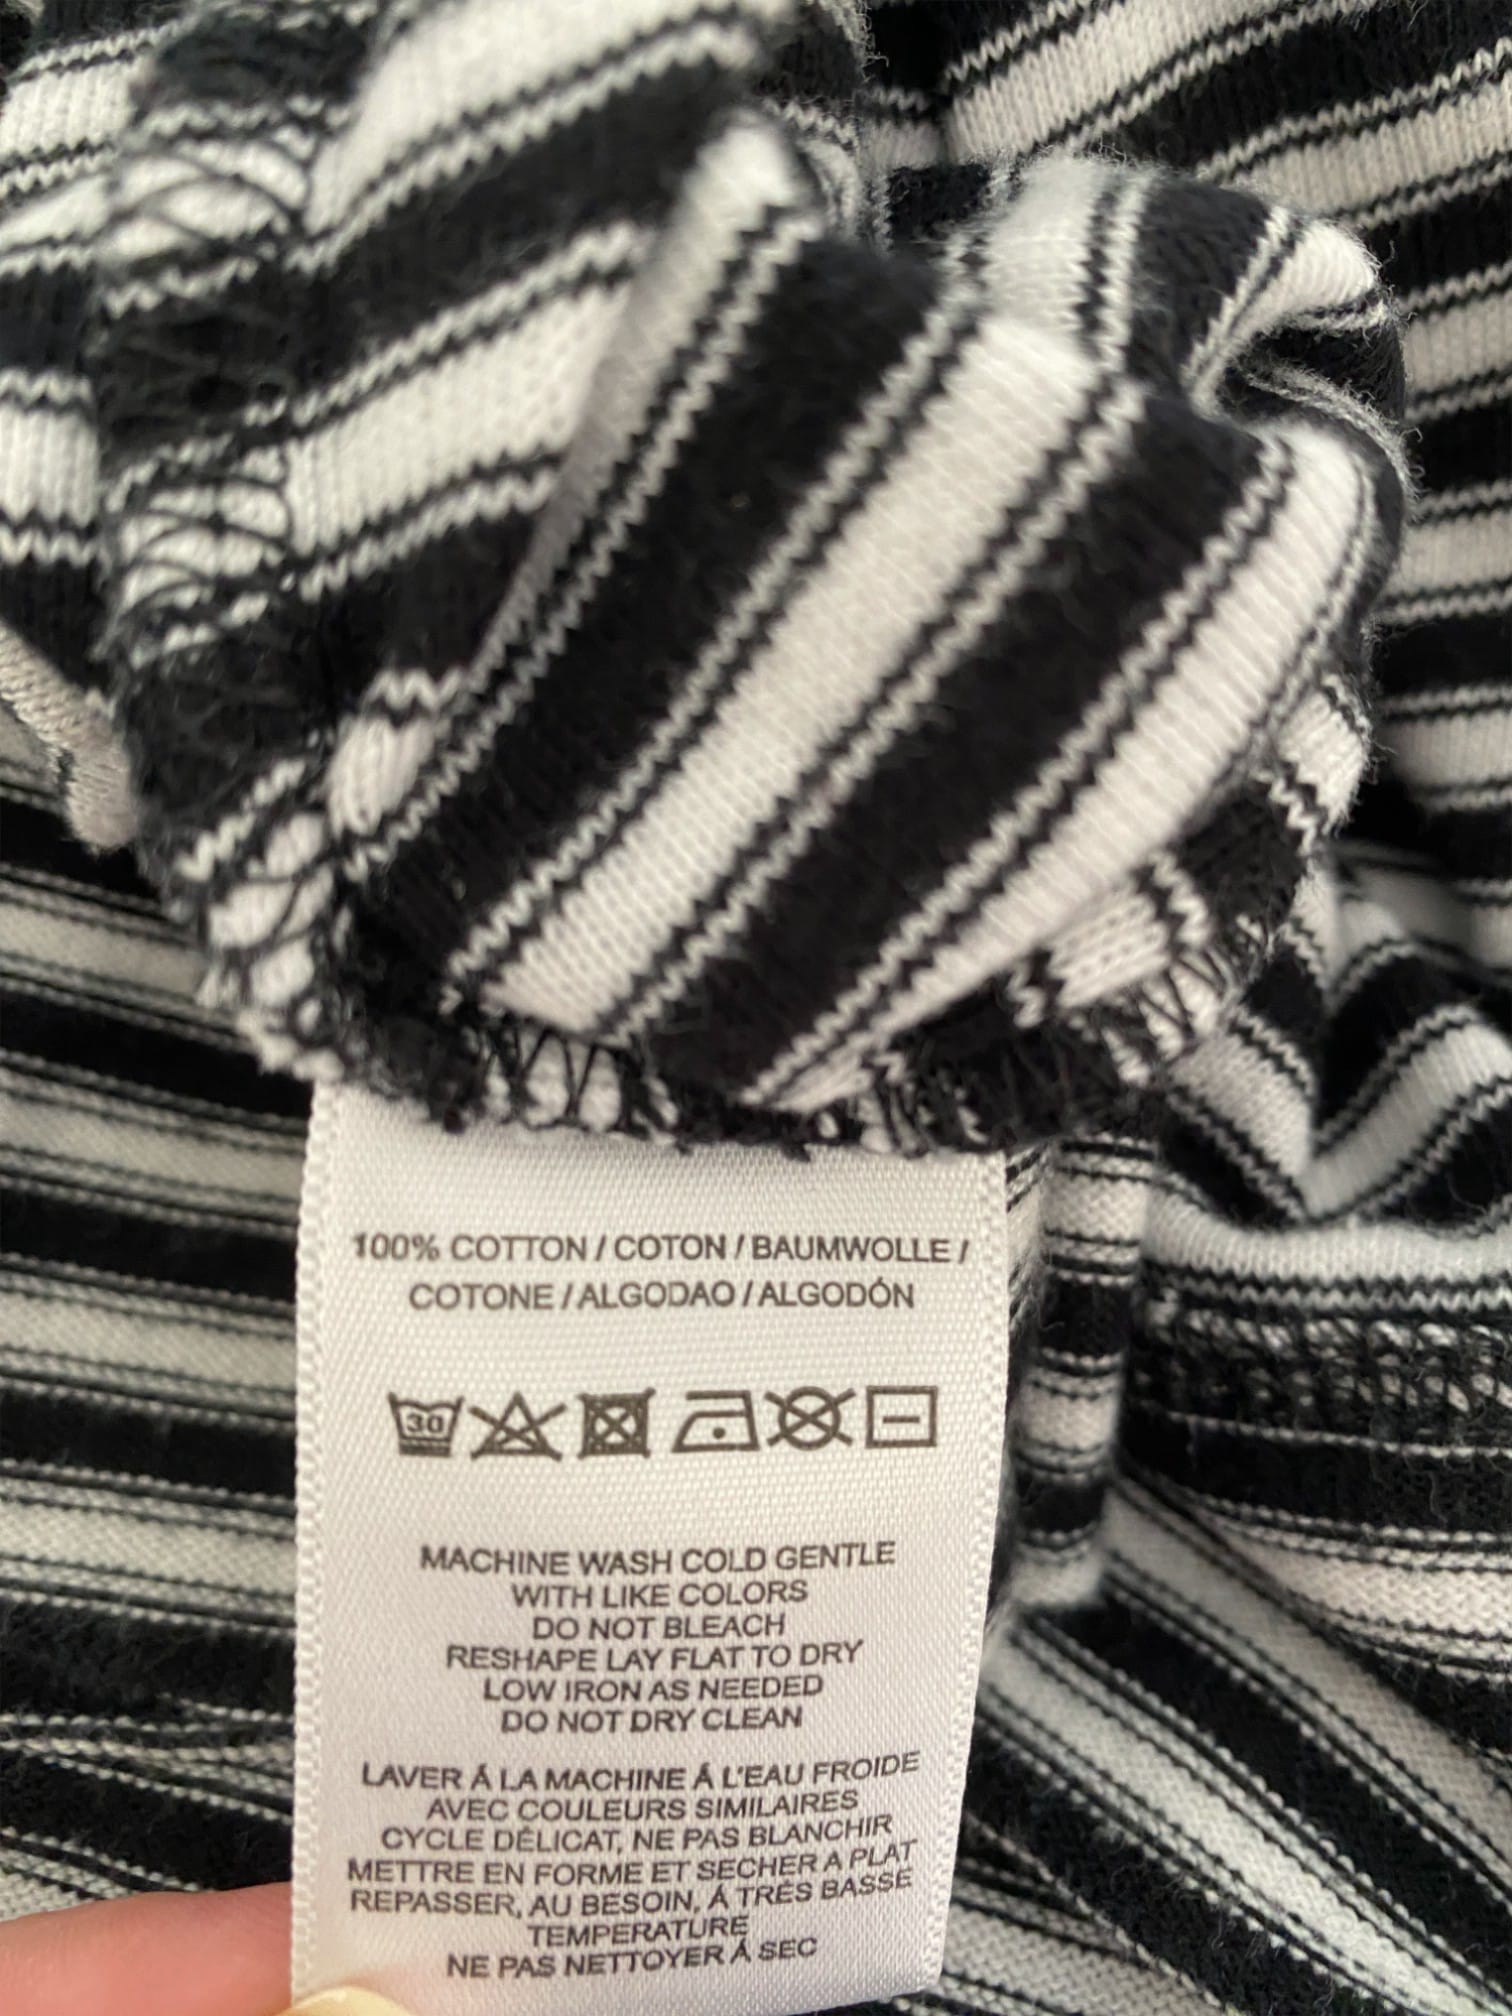 100% COTTON / COTON / BAUMWOLLE /
COTONE / ALGODAO / ALGODÓN
30
MACHINE WASH COLD GENTLE
WITH LIKE COLORS
DO NOT BLEACH
RESHAPE LAY FLAT TO DRY
LOW IRON AS NEEDED
DO NOT DRY CLEAN
LAVER Á LA MACHINE Á L'EAU FROIDE
AVEC COULEURS SIMILAIRES
CYCLE DÉLICAT, NE PAS BLANCHIR
METTRE EN FORME ET SECHER A PLAT
REPASSER, AU BESOIN, Á TRÉS BASSE
TEMPERATURE
NE PAS NETTOYER Á SEC